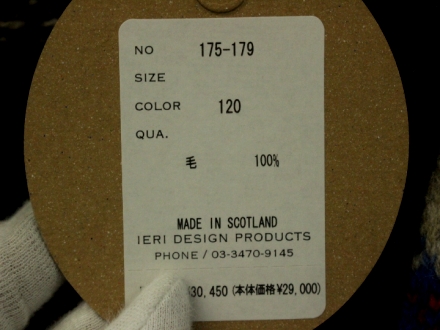 NO 175-179
SIZE
COLOR 120
QUA.
毛 100%
MADE IN SCOTLAND
IERI DESIGN PRODUCTS
PHONE / 03-3470-9145
30,450 (本体価格¥29,000)